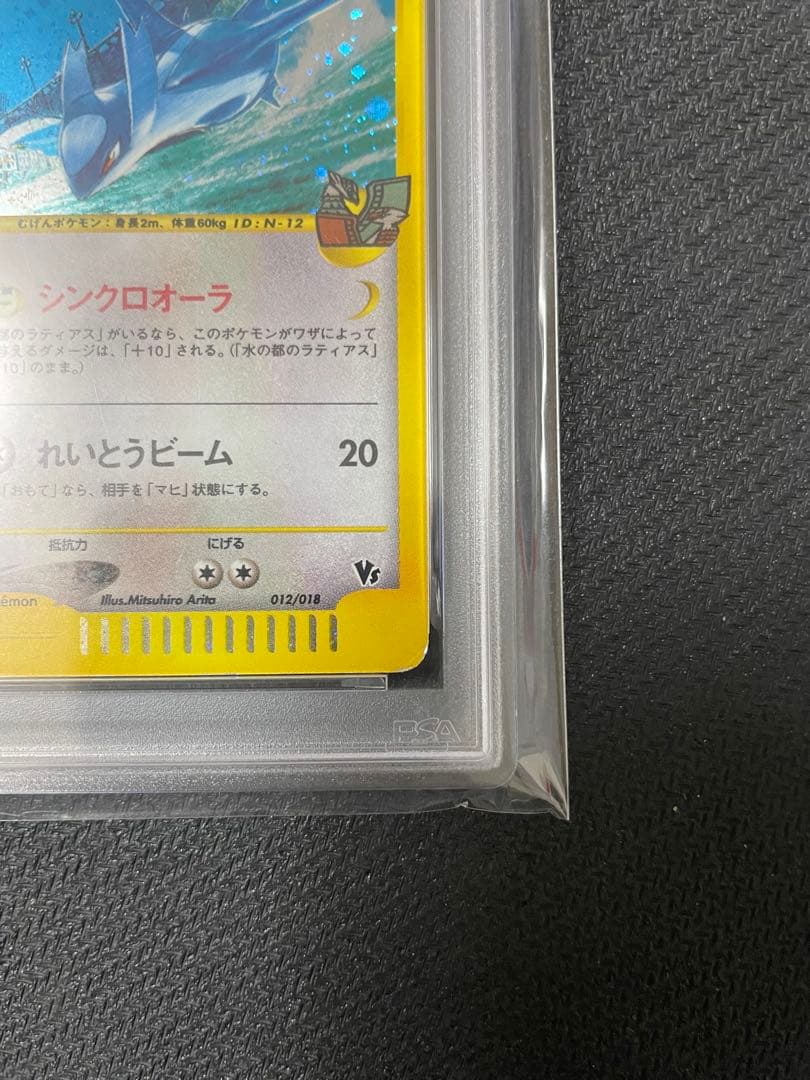 むげんポケモン：身長2m、体重60kg ID：N-12
シンクロオーラ
のラティアス」がいるなら、このポケモンがワザによって
えるダメージは、「＋10」される。（「水の都のラティアス」
10」のまま。）
れいとうビーム 20
「おもて」なら、相手を「マヒ」状態にする。
抵抗力 にげる
émon Illus.Mitsuhiro Arita 012/018 VS
PSA